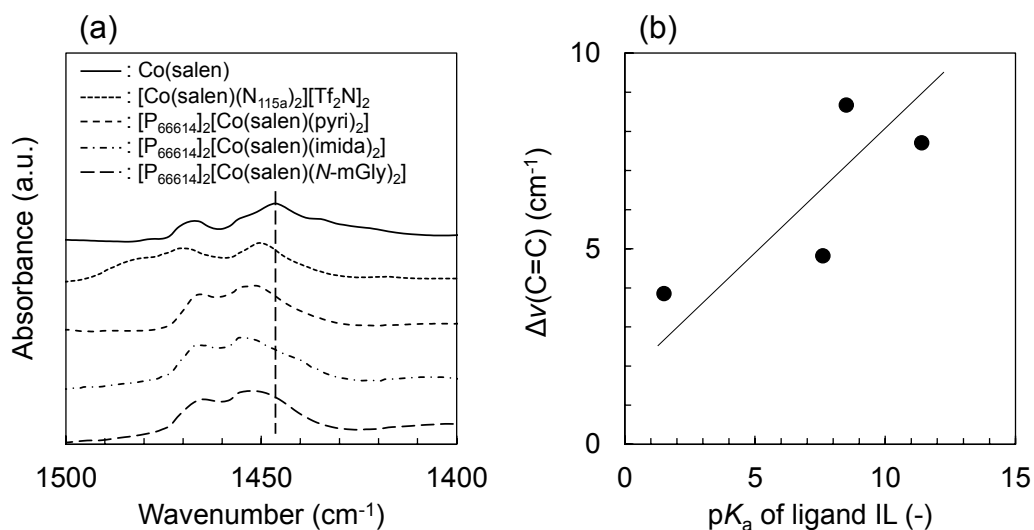 (a)
: Co(salen)
: [Co(salen)(N₁₁₅ₐ)₂][Tf₂N]₂
: [P₆₆₆₁₄]₂[Co(salen)(pyri)₂]
: [P₆₆₆₁₄]₂[Co(salen)(imida)₂]
: [P₆₆₆₁₄]₂[Co(salen)(N-mGly)₂]
Absorbance (a.u.)
1500 1450 1400
Wavenumber (cm⁻¹)
(b)
Δν(C=C) (cm⁻¹)
10
5
0
0 5 10 15
pKₐ of ligand IL (-)